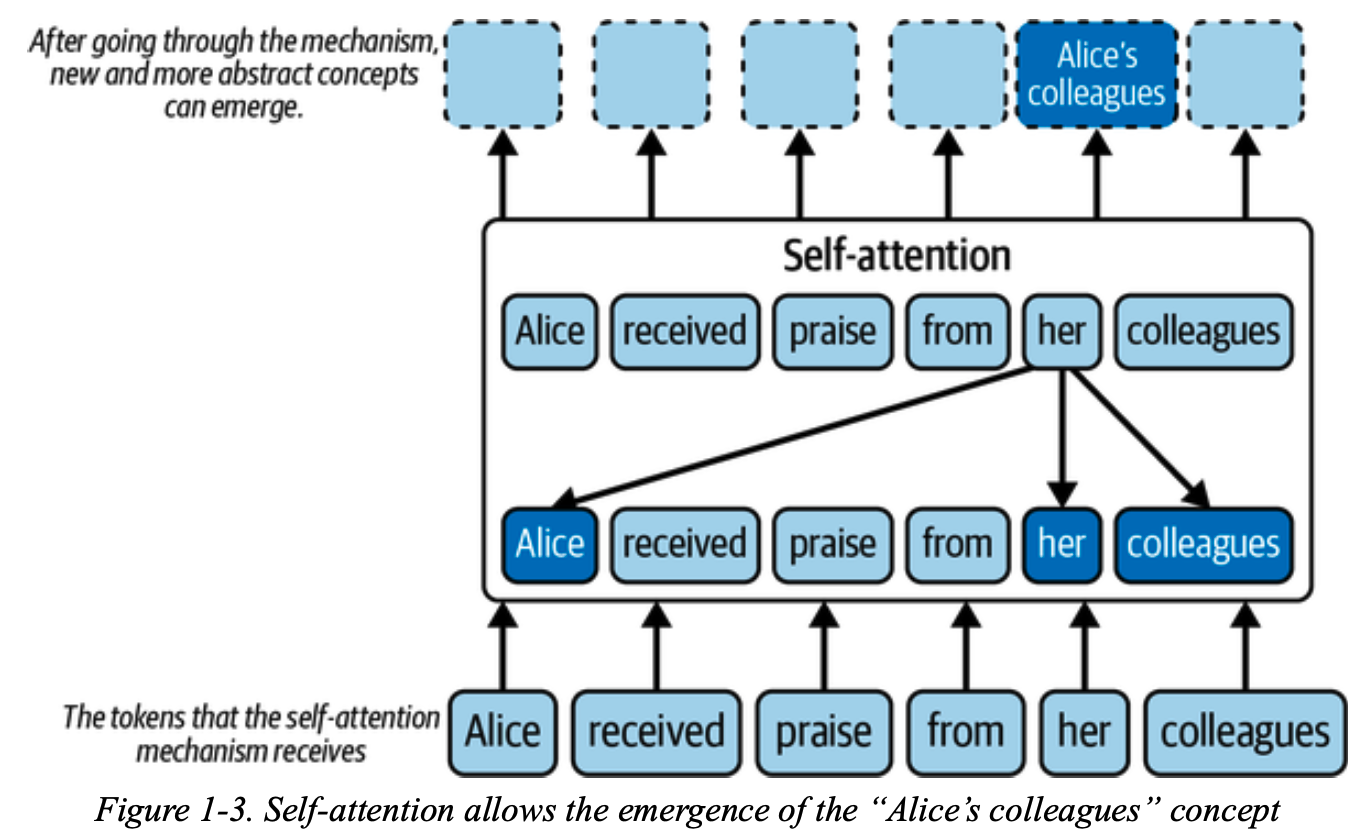 After going through the mechanism,
new and more abstract concepts
can emerge.
Alice's
colleagues
Self-attention
Alice received praise from her colleagues
Alice received praise from her colleagues
The tokens that the self-attention
mechanism receives
Alice received praise from her colleagues
Figure 1-3. Self-attention allows the emergence of the “Alice’s colleagues” concept